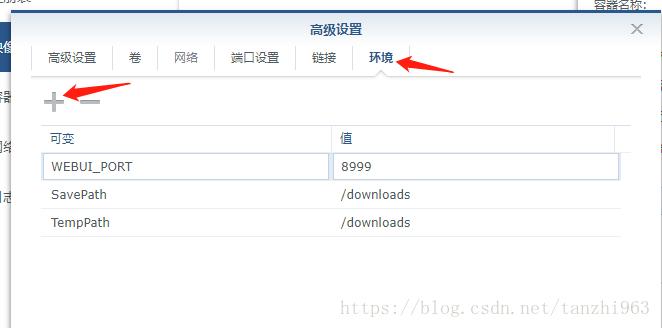 容器名称:
高级设置
高级设置 卷 网络 端口设置 链接 环境
可变 值
WEBUI_PORT 8999
SavePath /downloads
TempPath /downloads
https://blog.csdn.net/tanzhi963